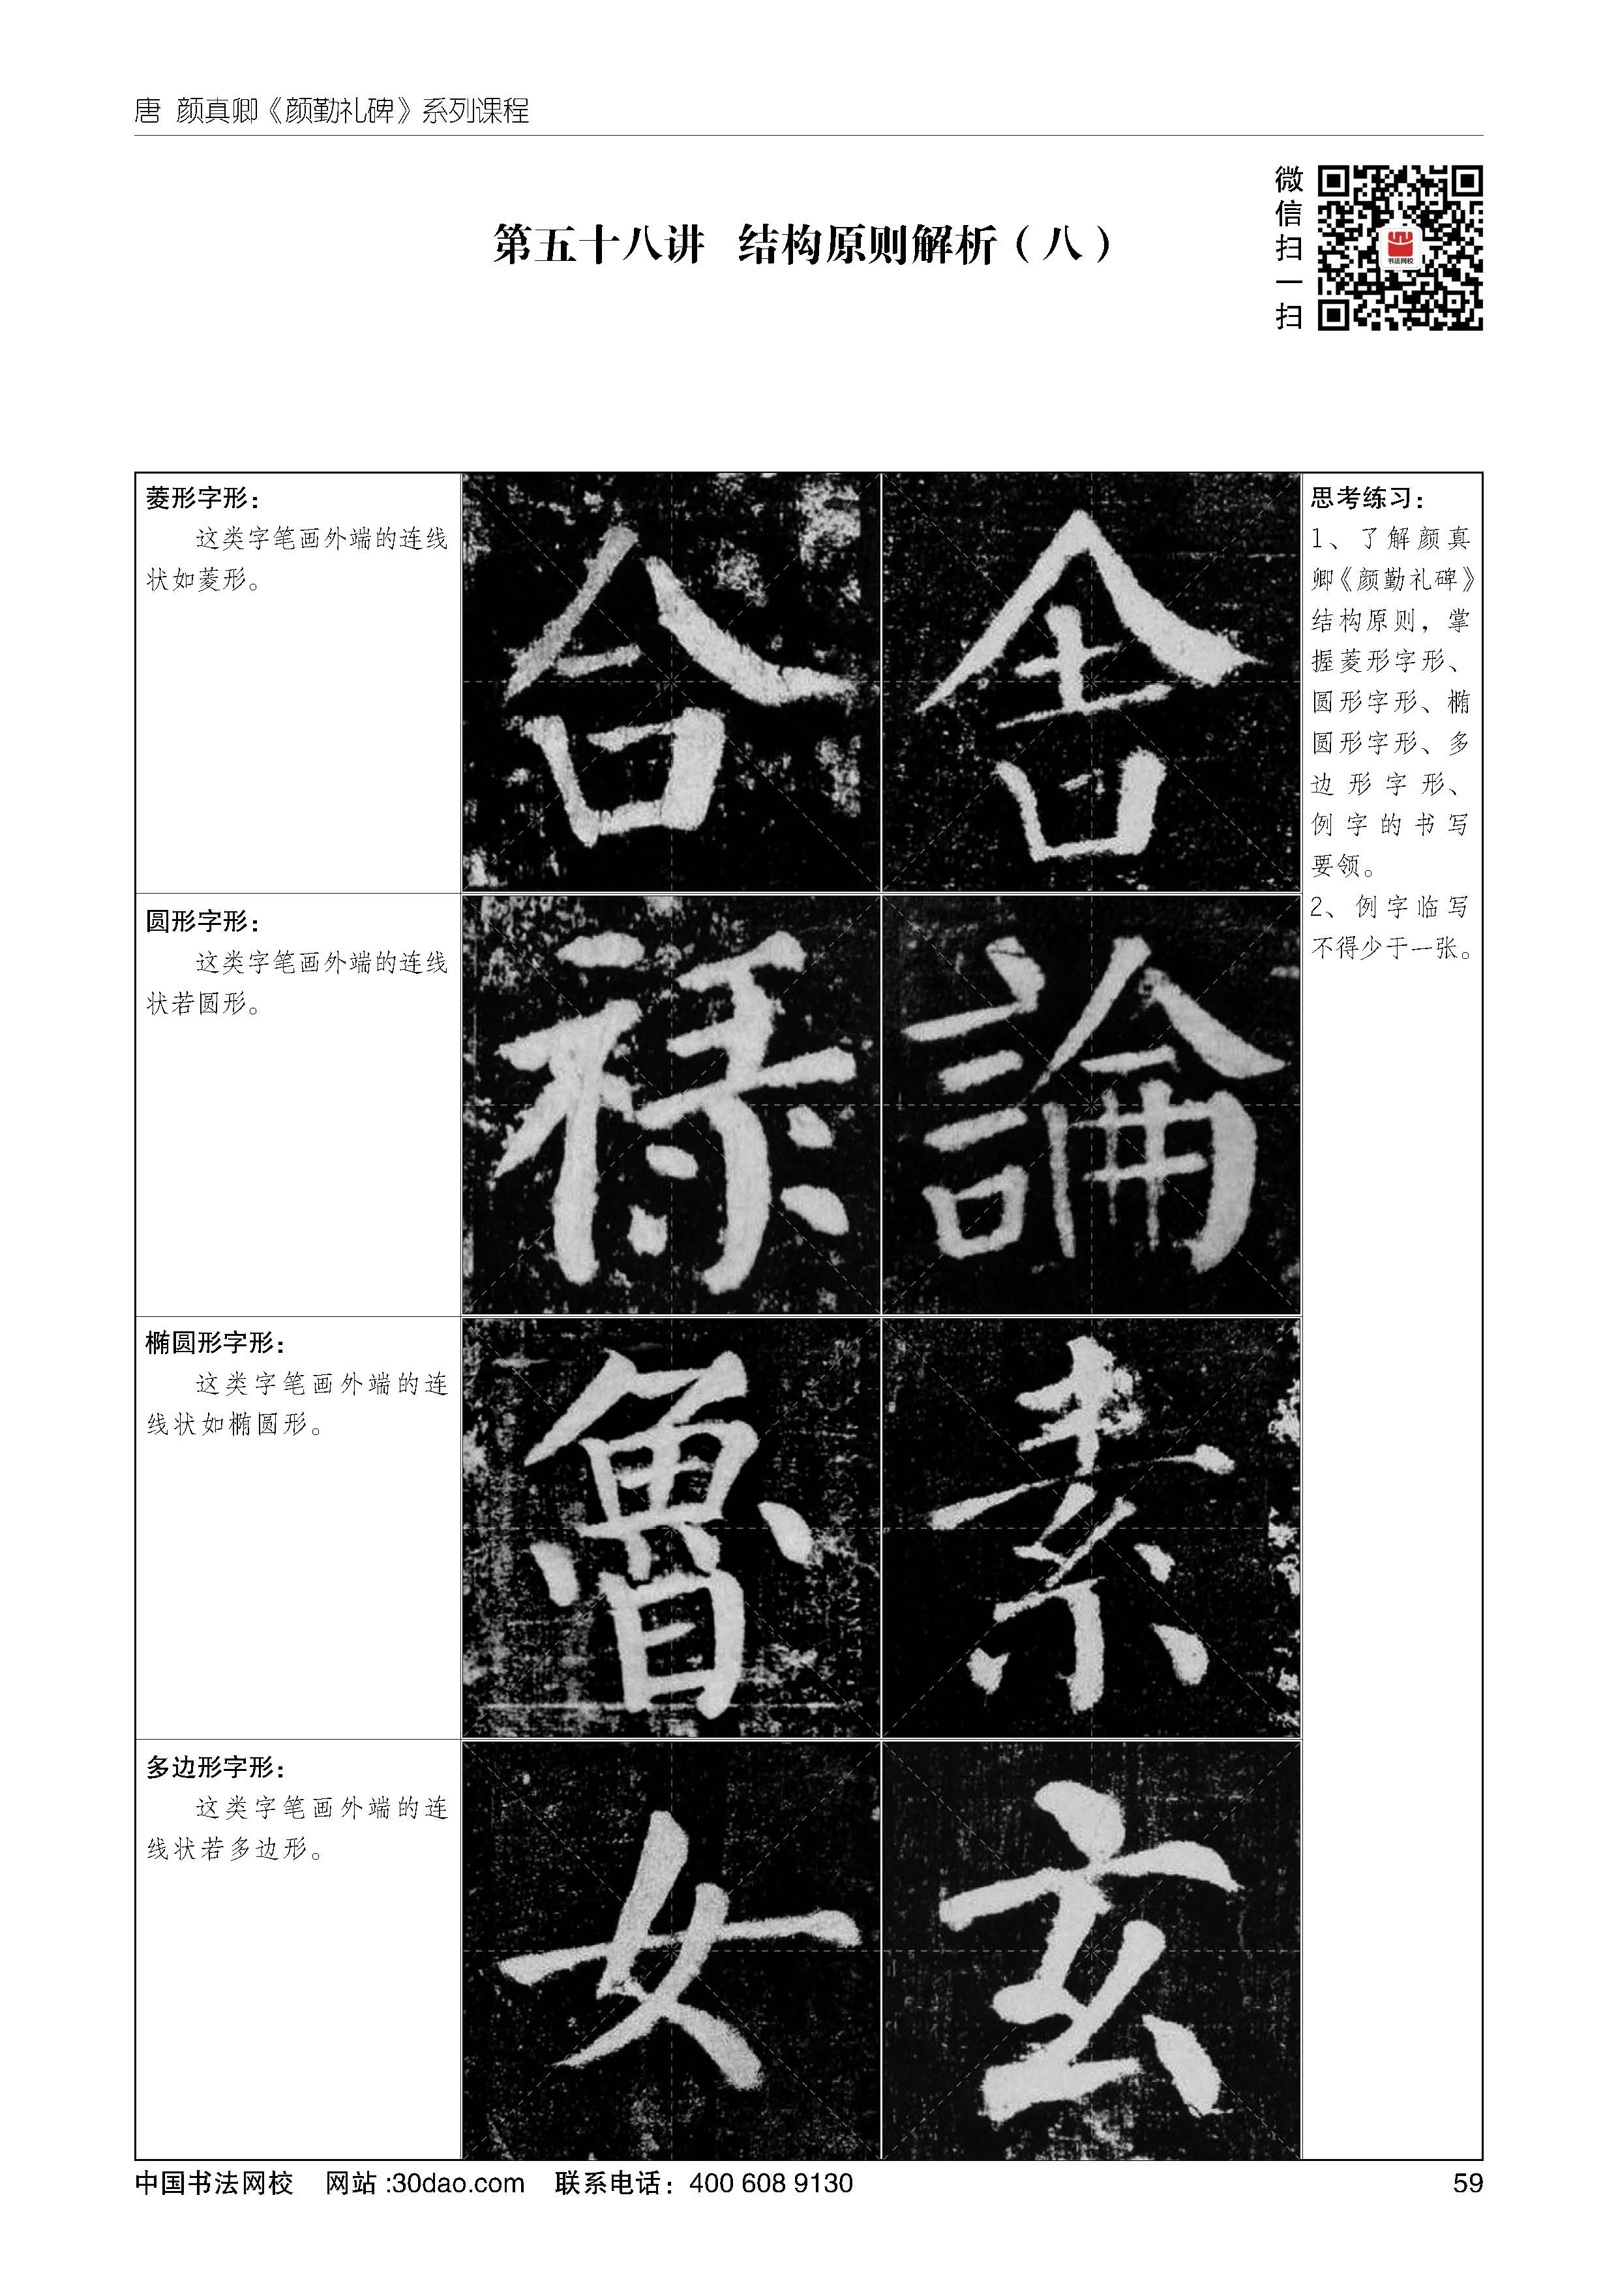 唐 颜真卿《颜勤礼碑》系列课程
第五十八讲 结构原则解析（八）
微信扫一扫
书法网校
菱形字形：
这类字笔画外端的连线
状如菱形。
合
舍
圆形字形：
这类字笔画外端的连线
状若圆形。
禄
論
椭圆形字形：
这类字笔画外端的连
线状如椭圆形。
魯
素
多边形字形：
这类字笔画外端的连
线状若多边形。
女
玄
思考练习：
1、了解颜真
卿《颜勤礼碑》
结构原则，掌
握菱形字形、
圆形字形、椭
圆形字形、多
边形字形、
例字的书写
要领。
2、例字临写
不得少于一张。
中国书法网校 网站:30dao.com 联系电话：400 608 9130
59